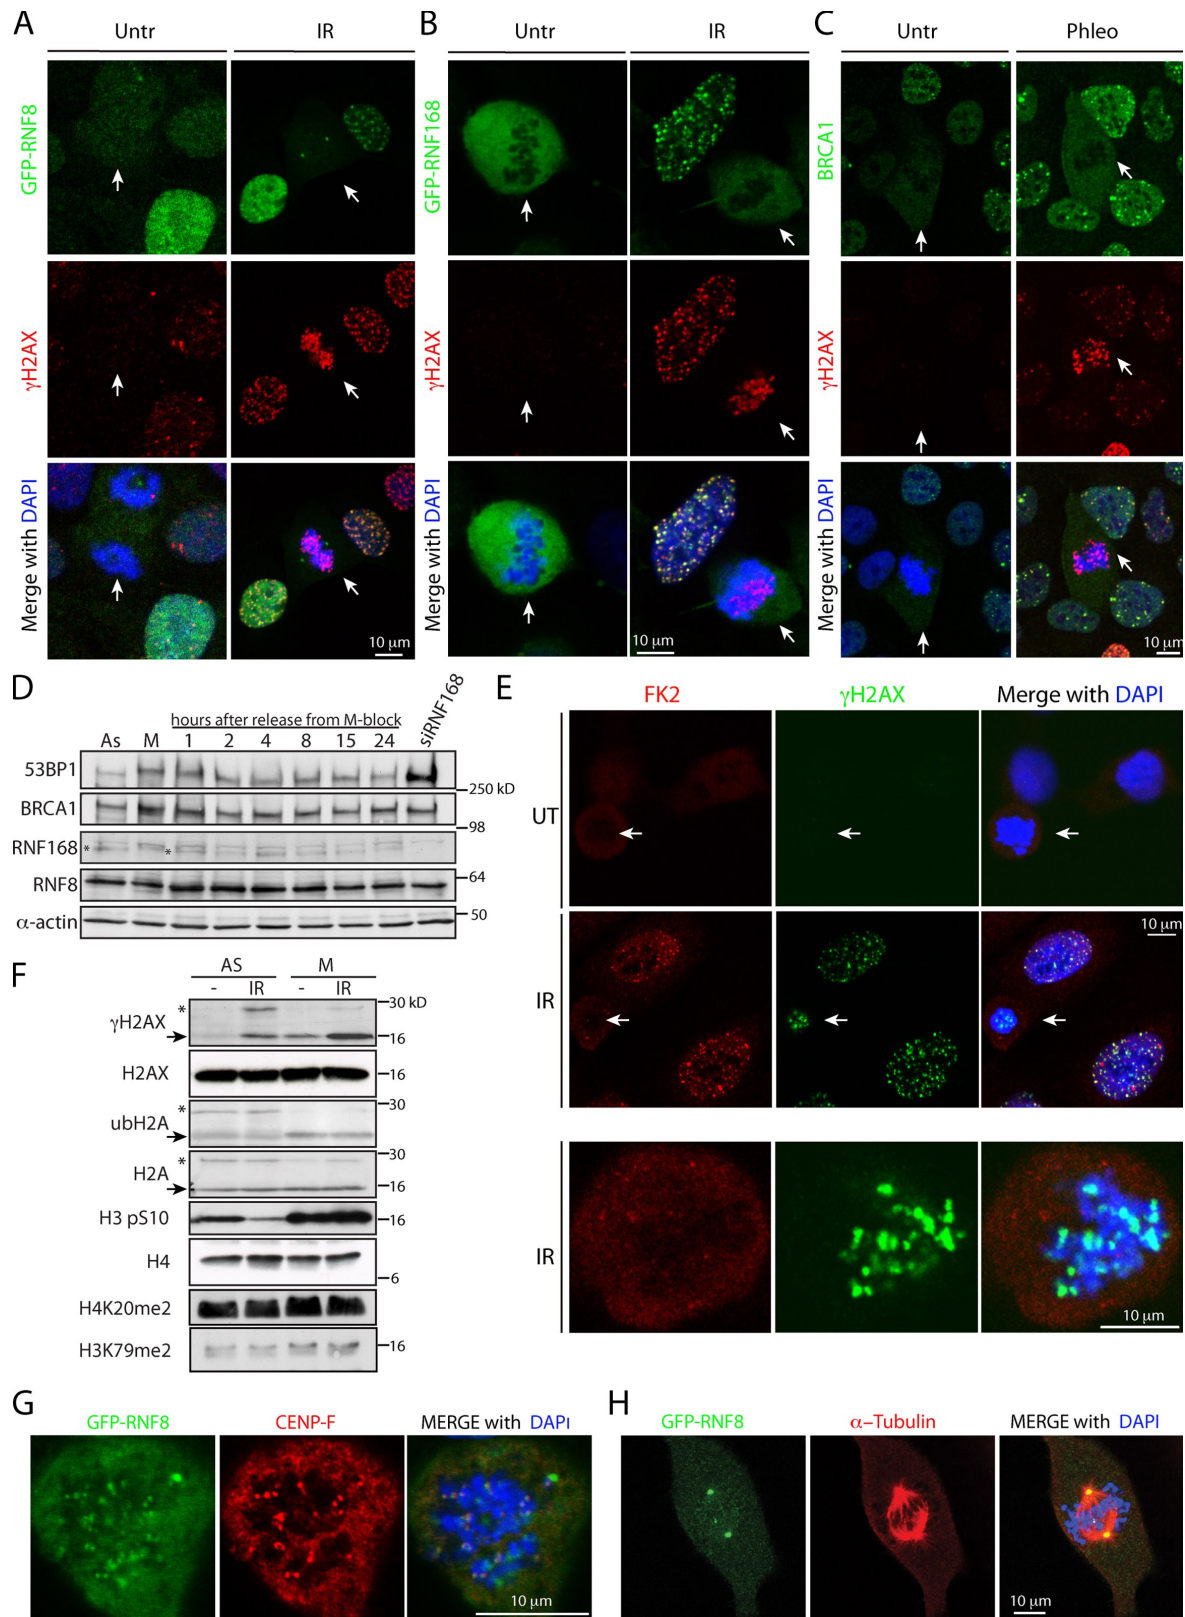 A
Untr
IR
GFP-RNF8
γH2AX
Merge with DAPI
10 µm
B
Untr
IR
GFP-RNF168
γH2AX
Merge with DAPI
10 µm
C
Untr
Phleo
BRCA1
γH2AX
Merge with DAPI
10 µm
D
hours after release from M-block
As M 1 2 4 8 15 24 siRNF168
53BP1
250 kD
BRCA1
98
RNF168
* *
RNF8
64
α-actin
50
E
FK2
γH2AX
Merge with DAPI
UT
IR
10 µm
IR
10 µm
F
AS M
- IR - IR
30 kD
*
γH2AX
16
H2AX
16
30
*
ubH2A
30
*
H2A
16
H3 pS10
16
H4
6
H4K20me2
H3K79me2
16
G
GFP-RNF8
CENP-F
MERGE with DAPI
10 µm
H
GFP-RNF8
α-Tubulin
MERGE with DAPI
10 µm